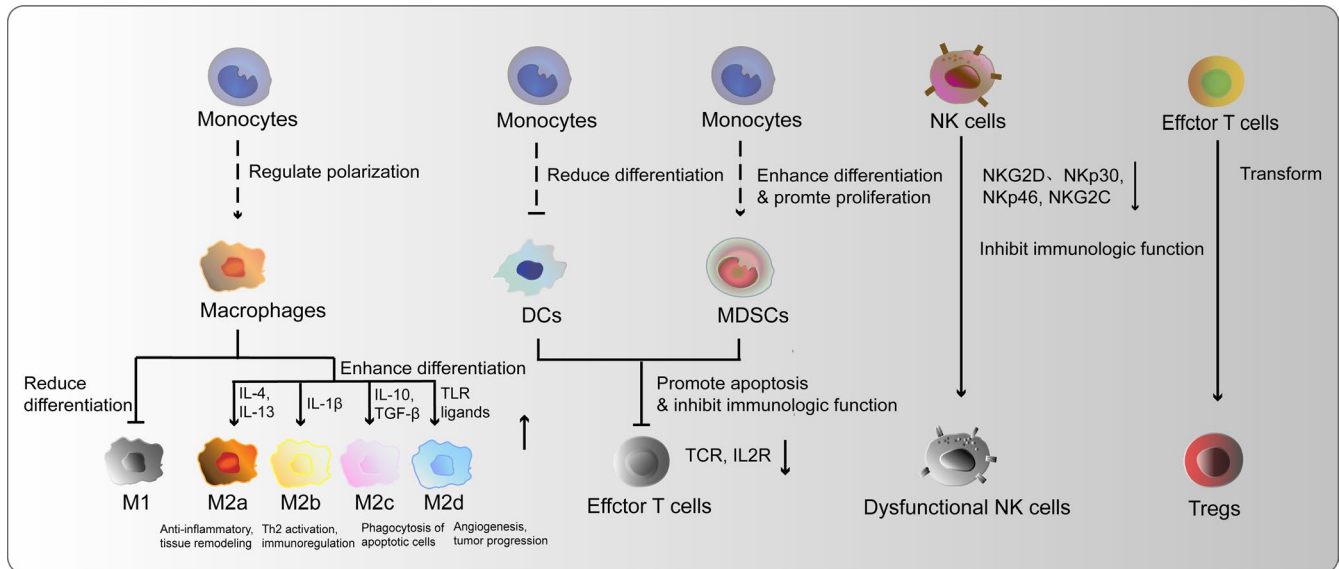 Monocytes
Monocytes
Monocytes
NK cells
Effctor T cells
Regulate polarization
Reduce differentiation
Enhance differentiation
& promte proliferation
NKG2D、NKp30,
NKp46, NKG2C
Transform
Inhibit immunologic function
Macrophages
DCs
MDSCs
Reduce
differentiation
Enhance differentiation
IL-4,
IL-13
IL-1β
IL-10,
TGF-β
TLR
ligands
Promote apoptosis
& inhibit immunologic function
TCR, IL2R
M1
M2a
M2b
M2c
M2d
Effctor T cells
Dysfunctional NK cells
Tregs
Anti-inflammatory,
tissue remodeling
Th2 activation,
immunoregulation
Phagocytosis of
apoptotic cells
Angiogenesis,
tumor progression